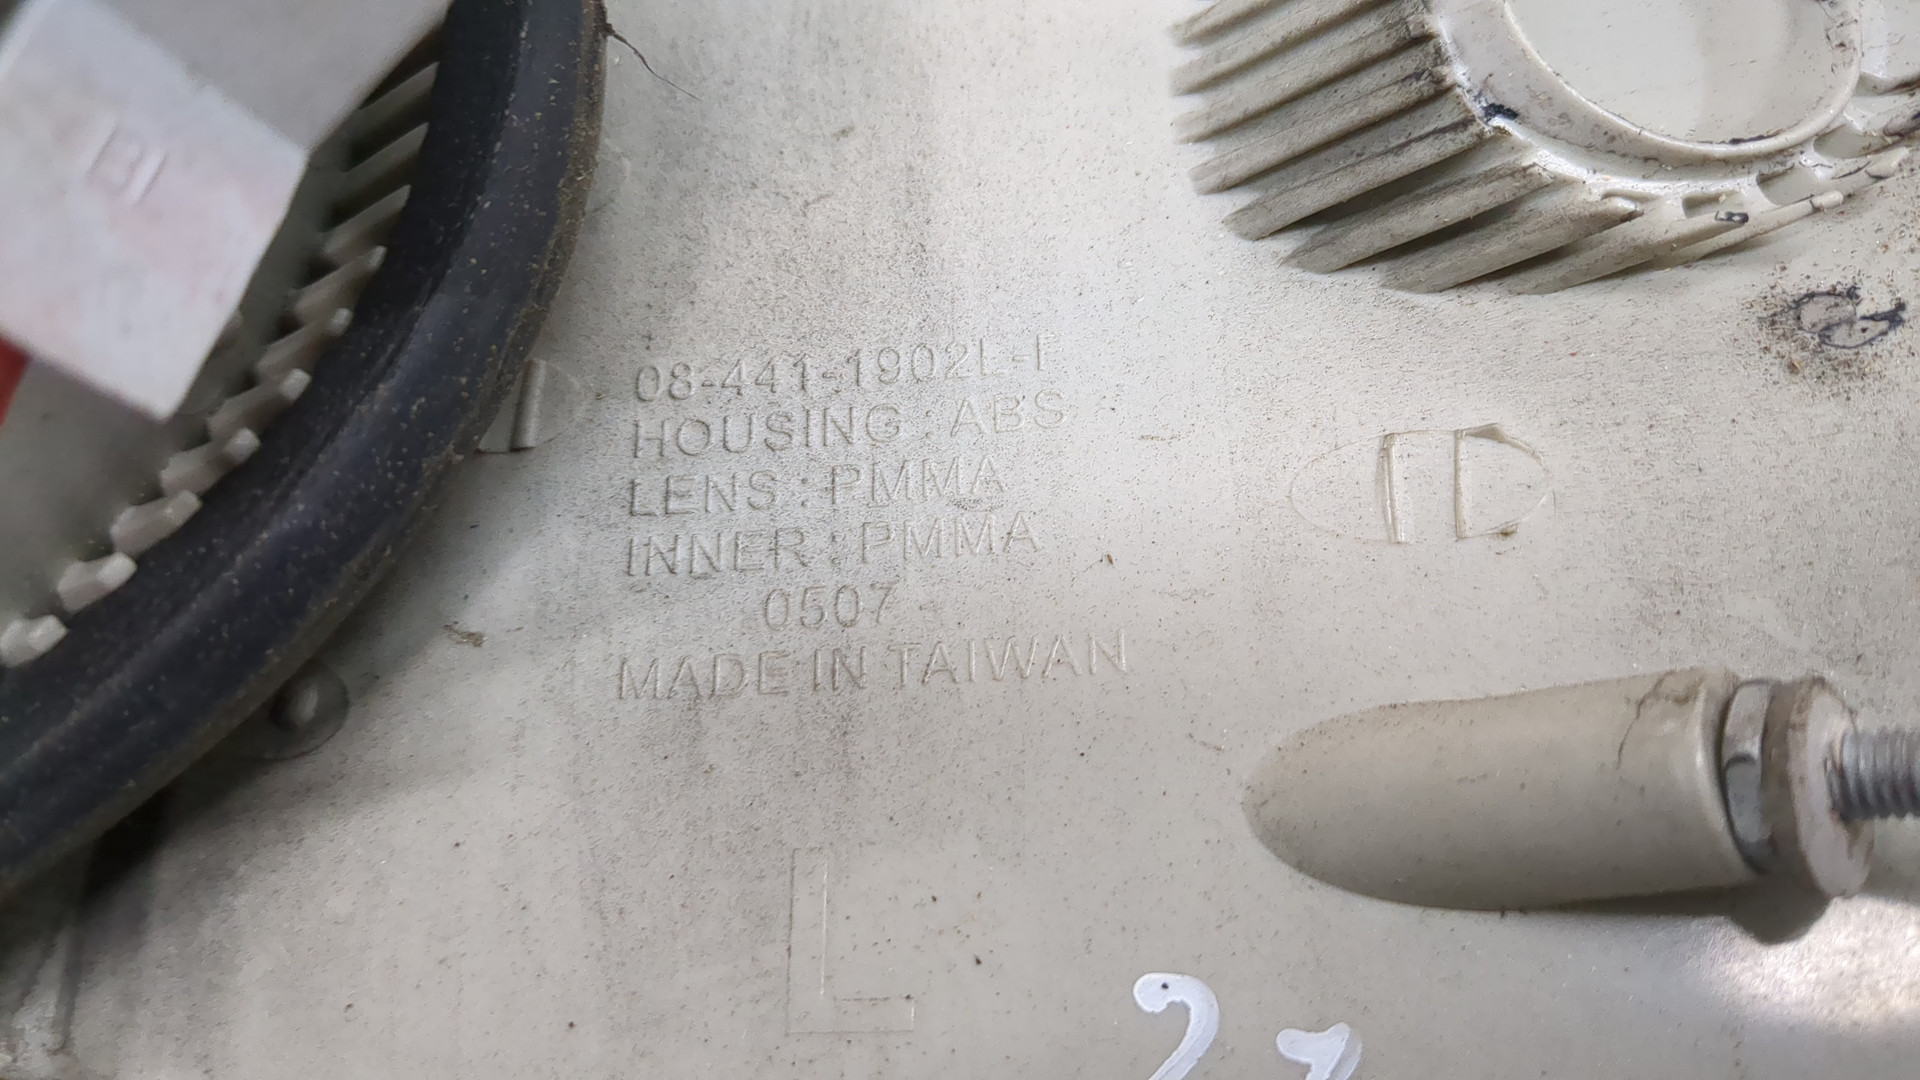 08-441-1902L-F
HOUSING : ABS
LENS : PMMA
INNER : PMMA
0507
MADE IN TAIWAN
L